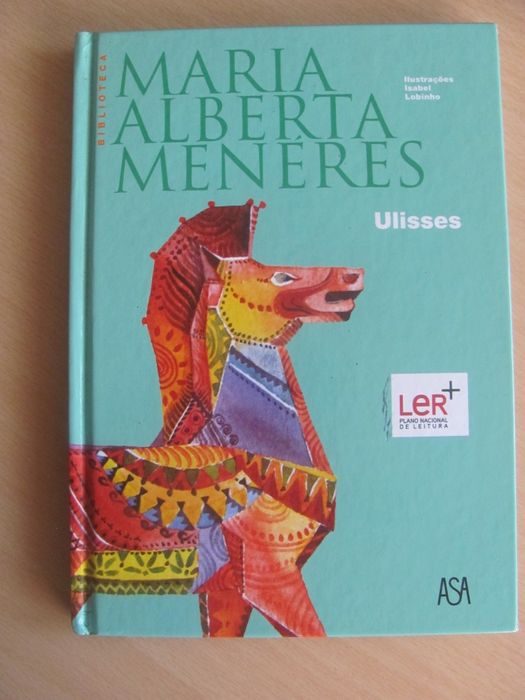 BIBLIOTECA
MARIA
ALBERTA
MENÉRES
Ilustrações
Isabel
Lobinho
Ulisses
LeR+
PLANO NACIONAL
DE LEITURA
ASA